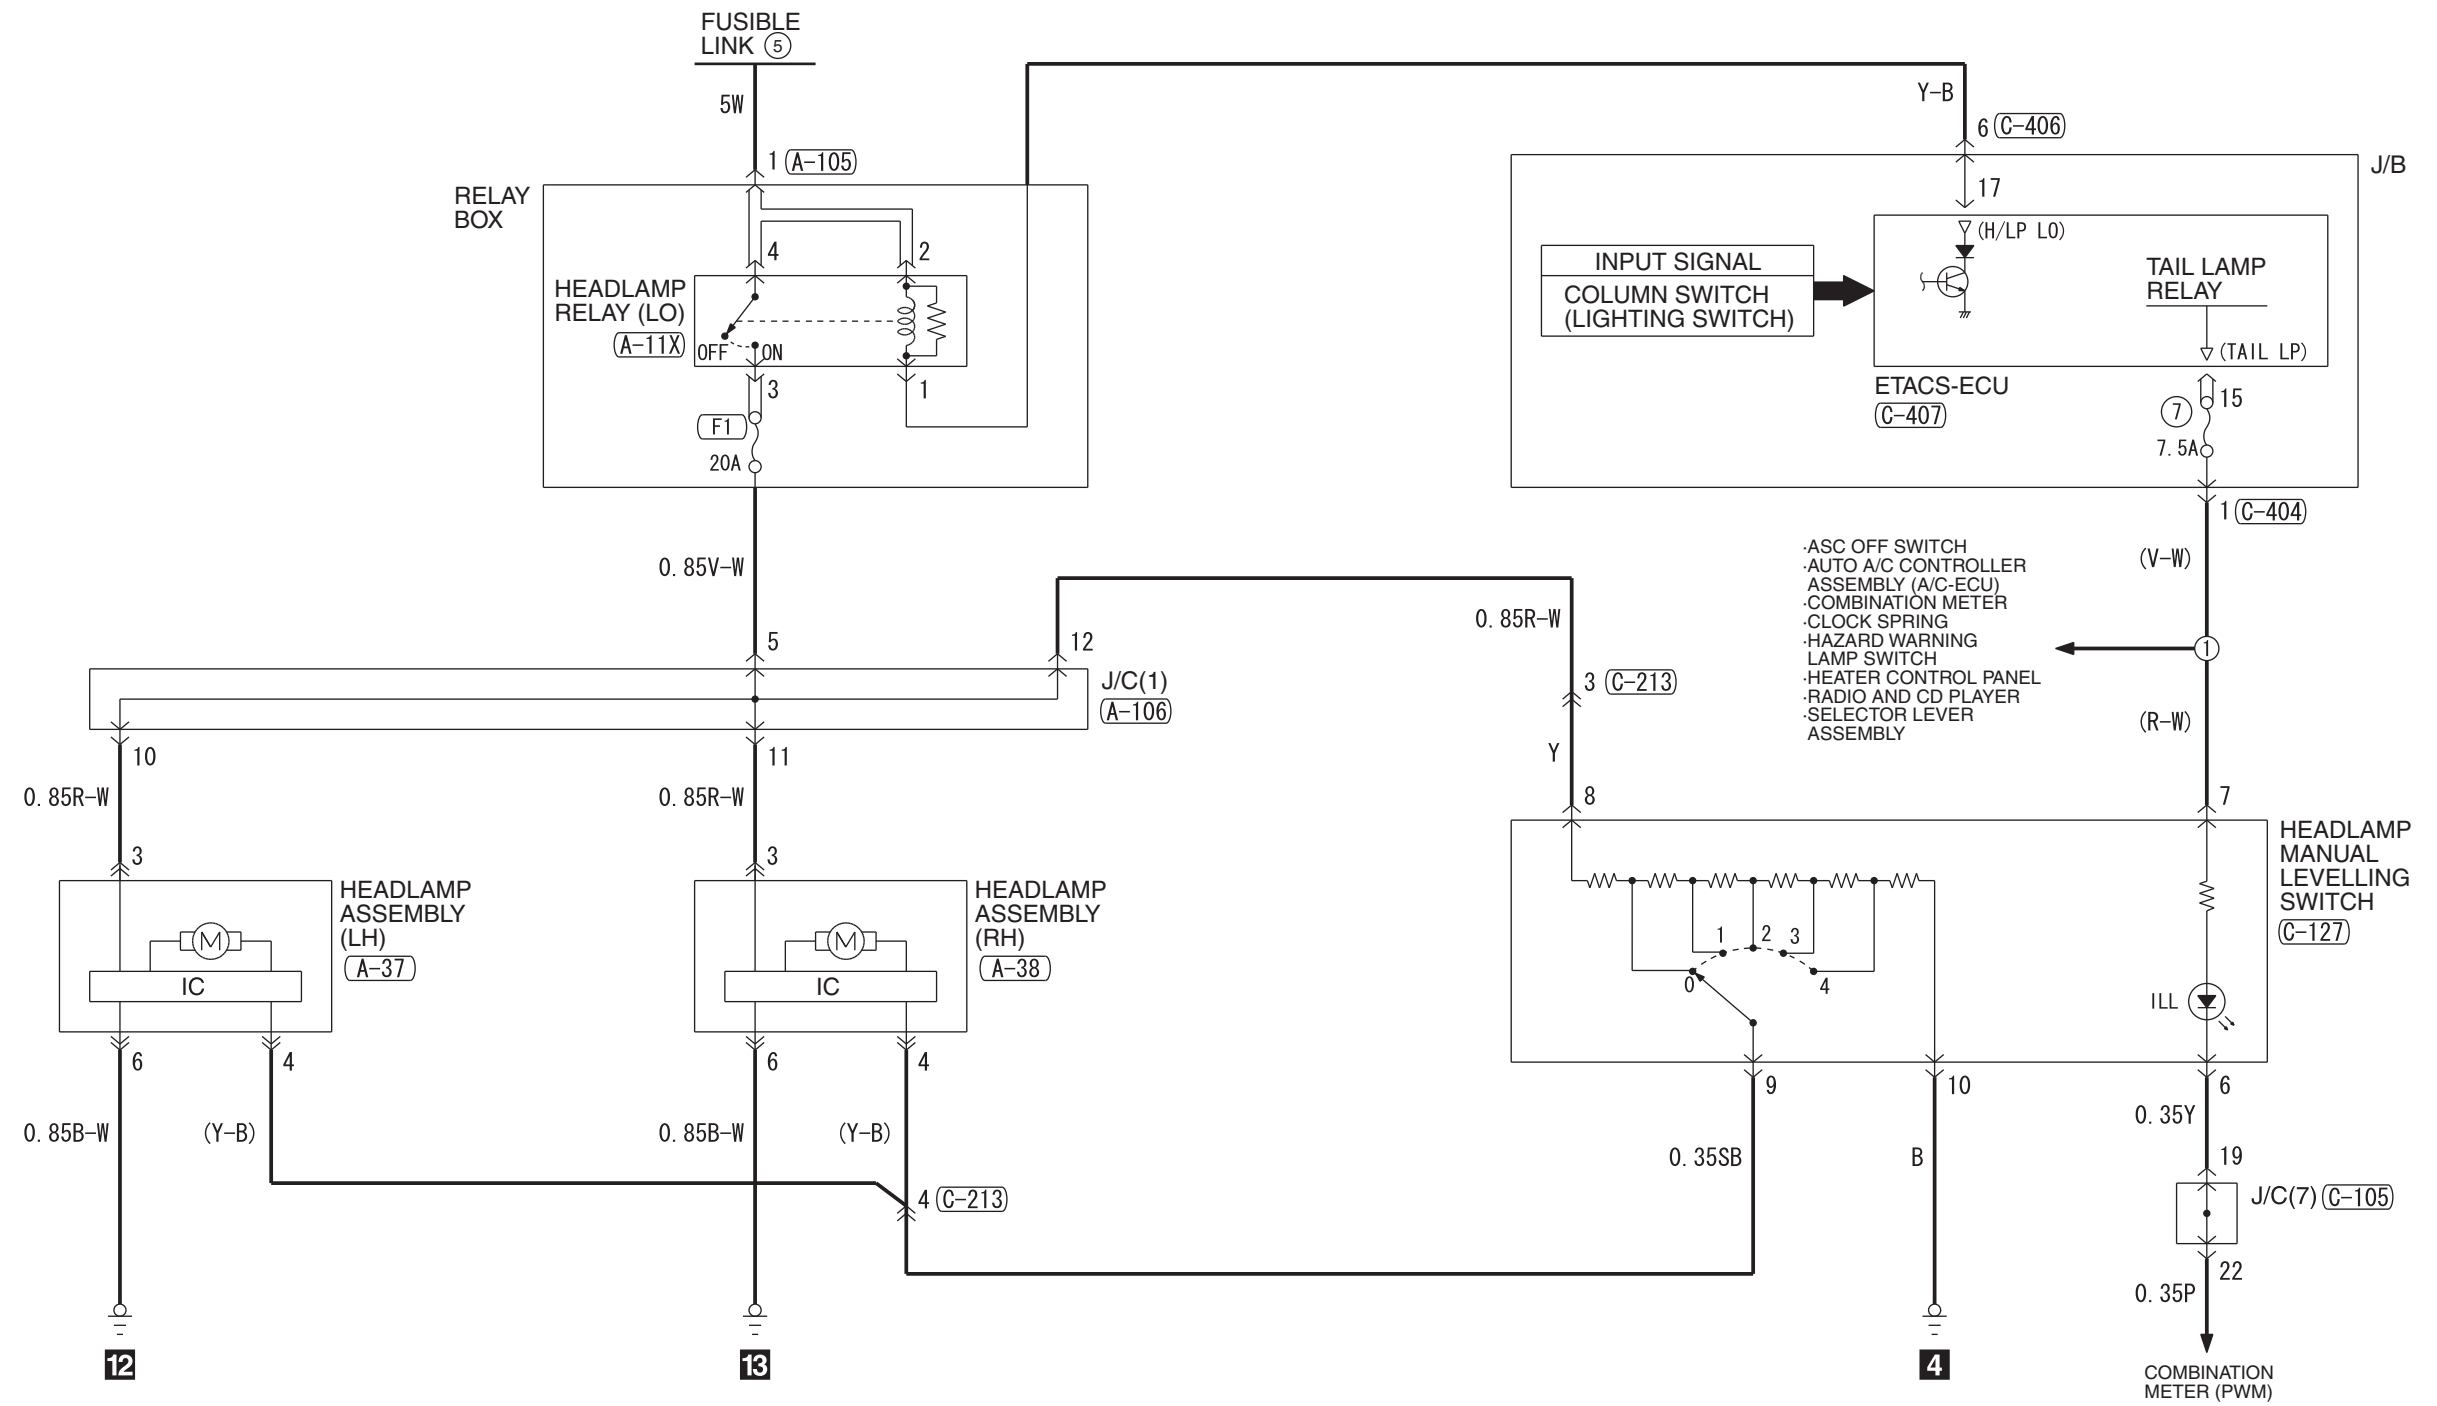 FUSIBLE
LINK 5
5W
1 A-105
RELAY
BOX
4
2
HEADLAMP
RELAY (LO)
A-11X
OFF
ON
3
1
F1
20A
Y-B
6 C-406
J/B
17
(H/LP LO)
INPUT SIGNAL
COLUMN SWITCH
(LIGHTING SWITCH)
TAIL LAMP
RELAY
(TAIL LP)
ETACS-ECU
C-407
15
7
7.5A
1 C-404
0.85V-W
5
12
J/C(1)
A-106
10
11
0.85R-W
0.85R-W
3
3
HEADLAMP
ASSEMBLY
(LH)
A-37
M
IC
HEADLAMP
ASSEMBLY
(RH)
A-38
M
IC
6
4
6
4
0.85B-W
(Y-B)
0.85B-W
(Y-B)
4 C-213
12
13
0.85R-W
3 C-213
Y
8
·ASC OFF SWITCH
·AUTO A/C CONTROLLER
ASSEMBLY (A/C-ECU)
·COMBINATION METER
·CLOCK SPRING
·HAZARD WARNING
LAMP SWITCH
·HEATER CONTROL PANEL
·RADIO AND CD PLAYER
·SELECTOR LEVER
ASSEMBLY
(V-W)
1
(R-W)
7
HEADLAMP
MANUAL
LEVELLING
SWITCH
C-127
0
1
2
3
4
ILL
9
10
6
0.35SB
B
0.35Y
19
J/C(7) C-105
22
0.35P
4
COMBINATION
METER (PWM)